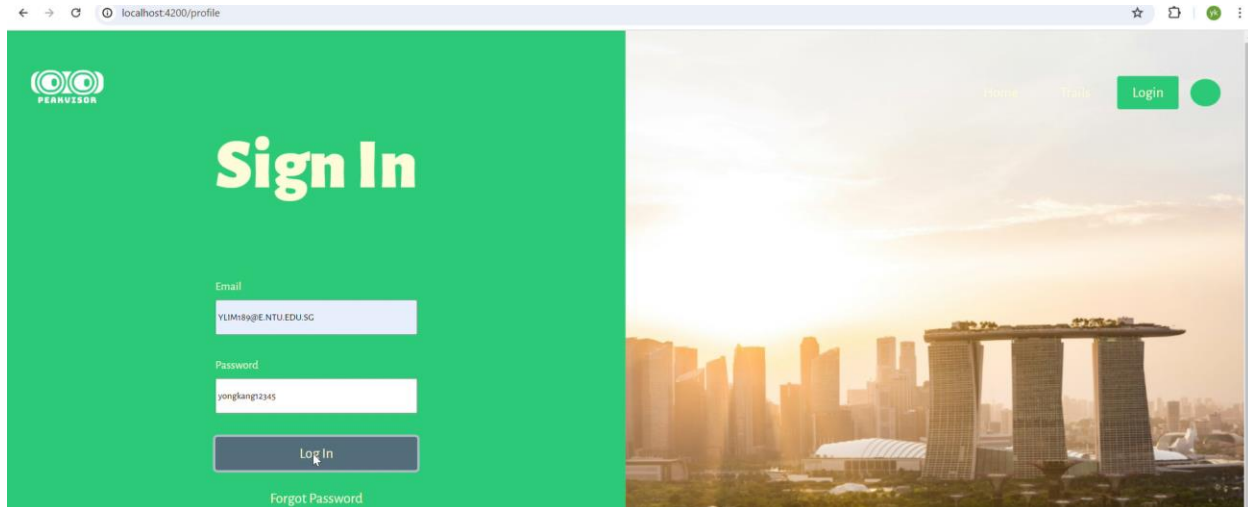 localhost:4200/profile
yk
PEAKVISOR
Home Trails Login
Sign In
Email
YLIM189@E.NTU.EDU.SG
Password
yongkang12345
Log In
Forgot Password